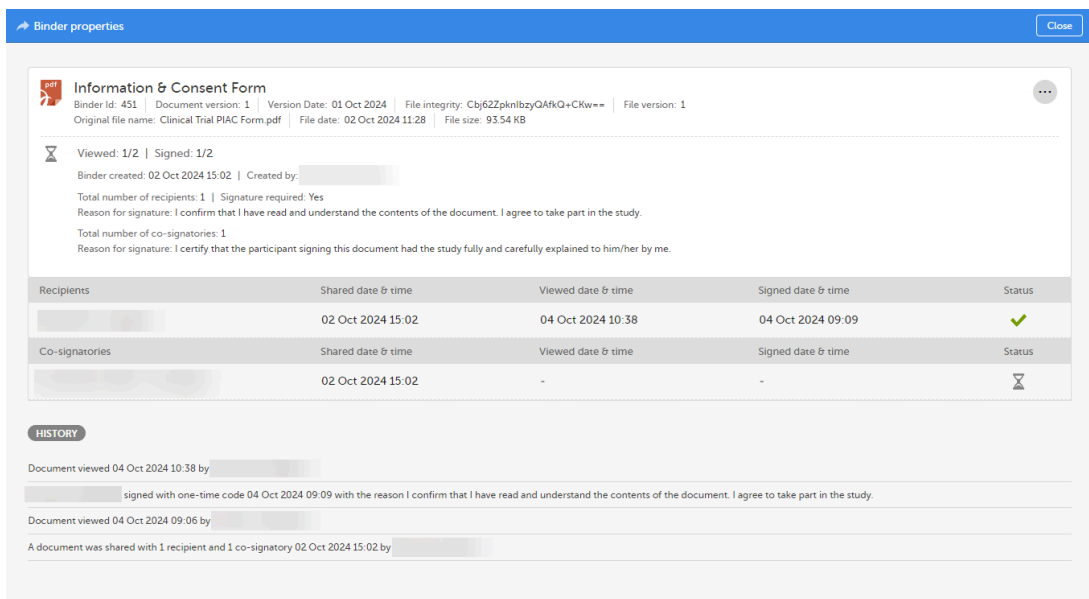 Binder properties
Close
pdf
Information & Consent Form
Binder Id: 451 | Document version: 1 | Version Date: 01 Oct 2024 | File integrity: Cbj62ZpknIbzyQAfkQ+CKw== | File version: 1
Original file name: Clinical Trial PIAC Form.pdf | File date: 02 Oct 2024 11:28 | File size: 93.54 KB
Viewed: 1/2 | Signed: 1/2
Binder created: 02 Oct 2024 15:02 | Created by:
Total number of recipients: 1 | Signature required: Yes
Reason for signature: I confirm that I have read and understand the contents of the document. I agree to take part in the study.
Total number of co-signatories: 1
Reason for signature: I certify that the participant signing this document had the study fully and carefully explained to him/her by me.
Recipients Shared date & time Viewed date & time Signed date & time Status
02 Oct 2024 15:02 04 Oct 2024 10:38 04 Oct 2024 09:09
Co-signatories Shared date & time Viewed date & time Signed date & time Status
02 Oct 2024 15:02 - -
HISTORY
Document viewed 04 Oct 2024 10:38 by
signed with one-time code 04 Oct 2024 09:09 with the reason I confirm that I have read and understand the contents of the document. I agree to take part in the study.
Document viewed 04 Oct 2024 09:06 by
A document was shared with 1 recipient and 1 co-signatory 02 Oct 2024 15:02 by